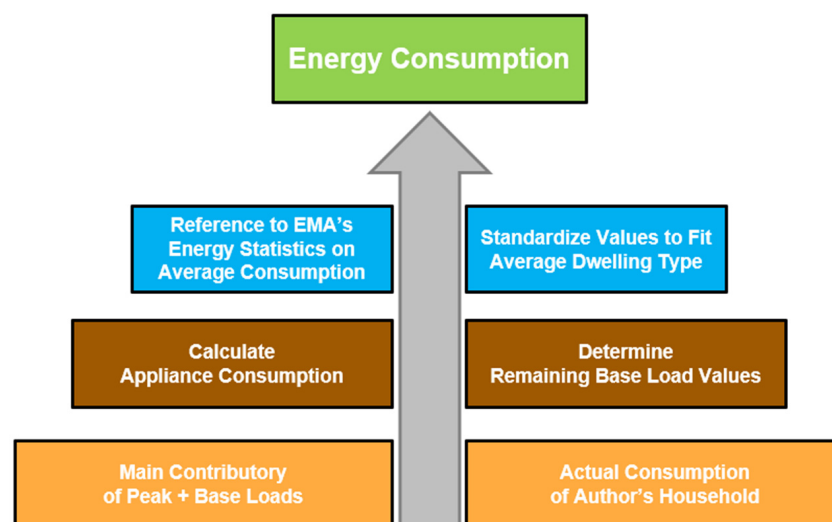 Energy Consumption
Reference to EMA's
Energy Statistics on
Average Consumption
Standardize Values to Fit
Average Dwelling Type
Calculate
Appliance Consumption
Determine
Remaining Base Load Values
Main Contributory
of Peak + Base Loads
Actual Consumption
of Author's Household